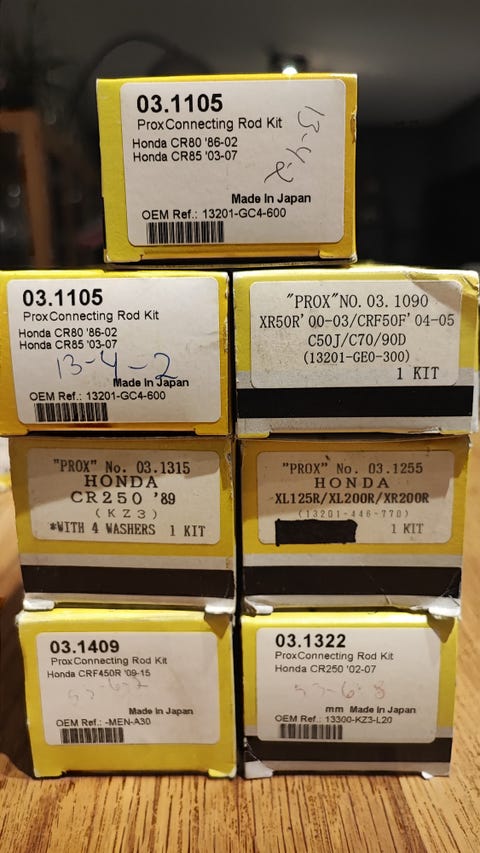 03.1105
ProxConnecting Rod Kit
Honda CR80 '86-02
Honda CR85 '03-07
13-4-2
Made In Japan
OEM Ref.: 13201-GC4-600
03.1105
ProxConnecting Rod Kit
Honda CR80 '86-02
Honda CR85 '03-07
13-4-2
Made In Japan
OEM Ref.: 13201-GC4-600
"PROX"NO. 03.1090
XR50R'00-03/CRF50F'04-05
C50J/C70/90D
(13201-GE0-300)
1 KIT
"PROX" No. 03.1315
HONDA
CR250 '89
(KZ3)
*WITH 4 WASHERS 1 KIT
"PROX" No. 03.1255
HONDA
XL125R/XL200R/XR200R
(13201-446-770)
1 KIT
03.1409
ProxConnecting Rod Kit
Honda CRF450R '09-15
Made In Japan
OEM Ref.: -MEN-A30
03.1322
ProxConnecting Rod Kit
Honda CR250 '02-07
mm Made In Japan
OEM Ref.: 13300-KZ3-L20